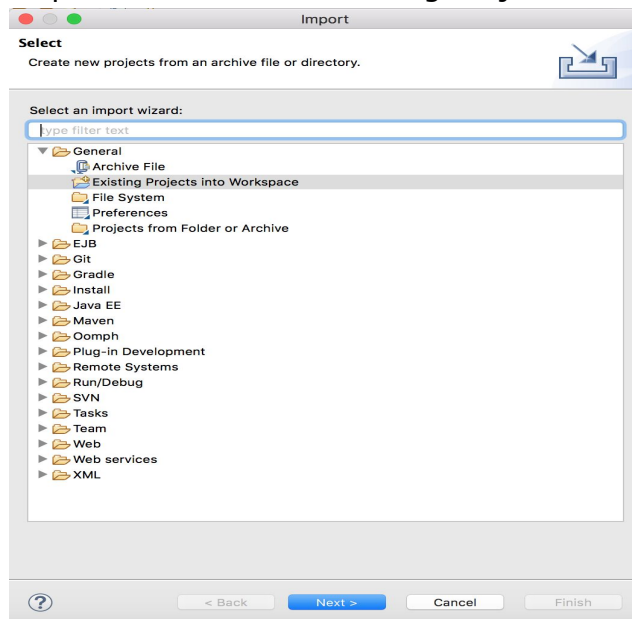 Import
Select
Create new projects from an archive file or directory.
Select an import wizard:
type filter text
General
Archive File
Existing Projects into Workspace
File System
Preferences
Projects from Folder or Archive
EJB
Git
Gradle
Install
Java EE
Maven
Oomph
Plug-in Development
Remote Systems
Run/Debug
SVN
Tasks
Team
Web
Web services
XML
?
< Back
Next >
Cancel
Finish